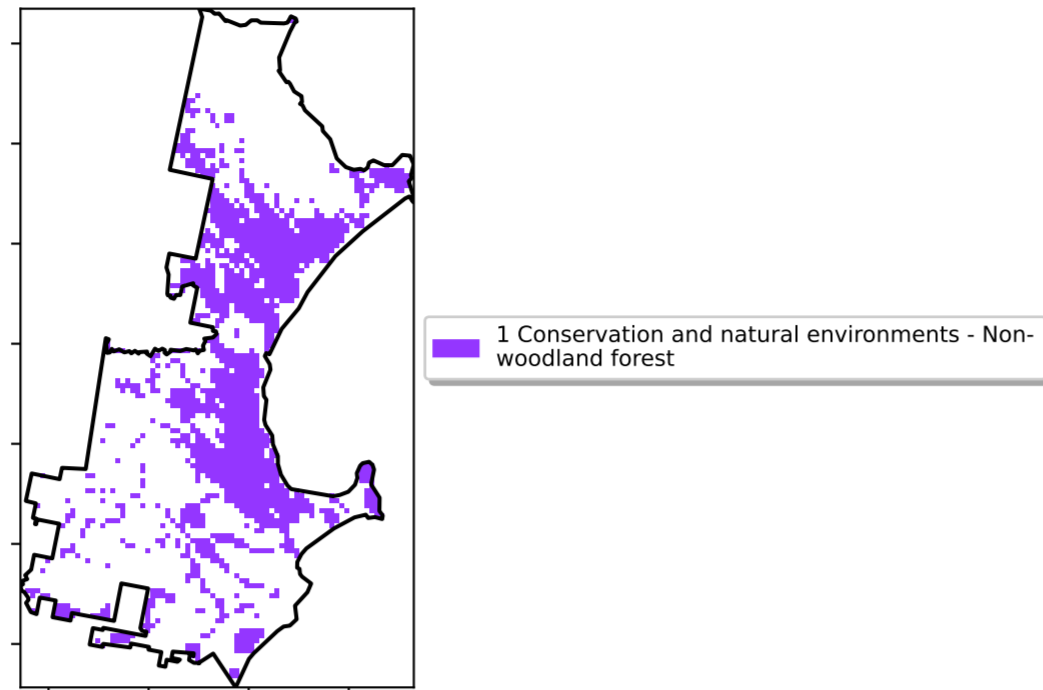 1 Conservation and natural environments - Non-
woodland forest